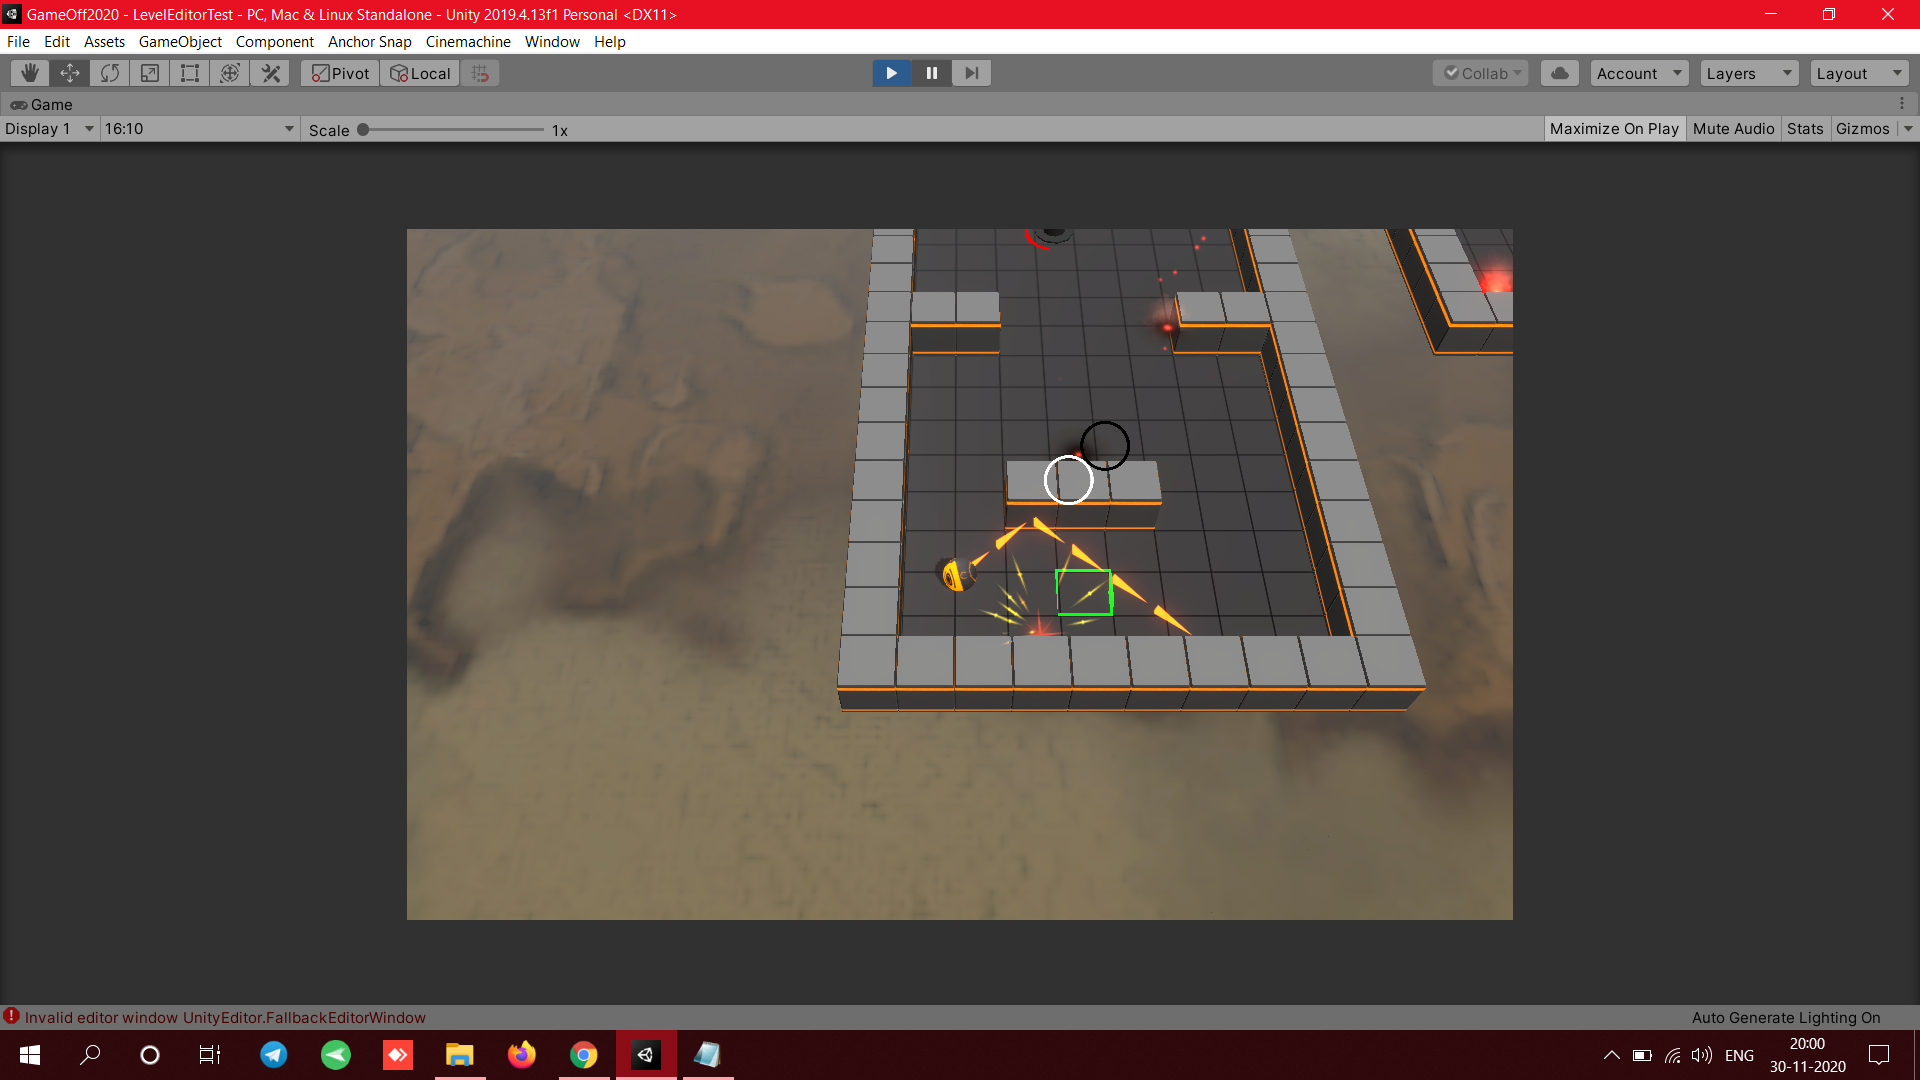 GameOff2020 - LevelEditorTest - PC, Mac & Linux Standalone - Unity 2019.4.13f1 Personal <DX11>
File Edit Assets GameObject Component Anchor Snap Cinemachine Window Help
Pivot Local Collab Account Layers Layout
Game
Display 1 16:10 Scale 1x Maximize On Play Mute Audio Stats Gizmos
Invalid editor window UnityEditor.FallbackEditorWindow
Auto Generate Lighting On
ENG
20:00
30-11-2020